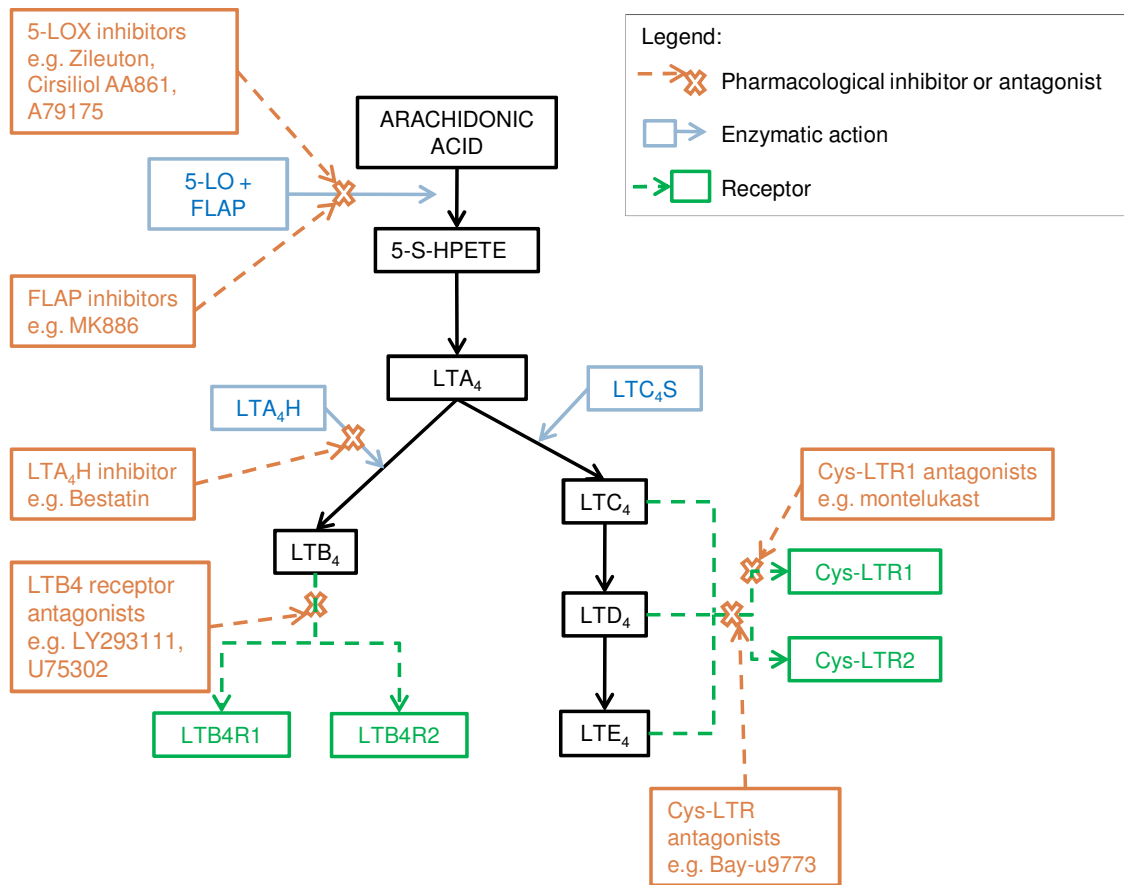 5-LOX inhibitors
e.g. Zileuton,
Cirsiliol AA861,
A79175
Legend:
Pharmacological inhibitor or antagonist
Enzymatic action
Receptor
ARACHIDONIC
ACID
5-LO +
FLAP
5-S-HPETE
FLAP inhibitors
e.g. MK886
LTA₄
LTA₄H
LTC₄S
LTA₄H inhibitor
e.g. Bestatin
Cys-LTR1 antagonists
e.g. montelukast
LTC₄
LTB₄
Cys-LTR1
LTB4 receptor
antagonists
e.g. LY293111,
U75302
LTD₄
Cys-LTR2
LTB4R1
LTB4R2
LTE₄
Cys-LTR
antagonists
e.g. Bay-u9773